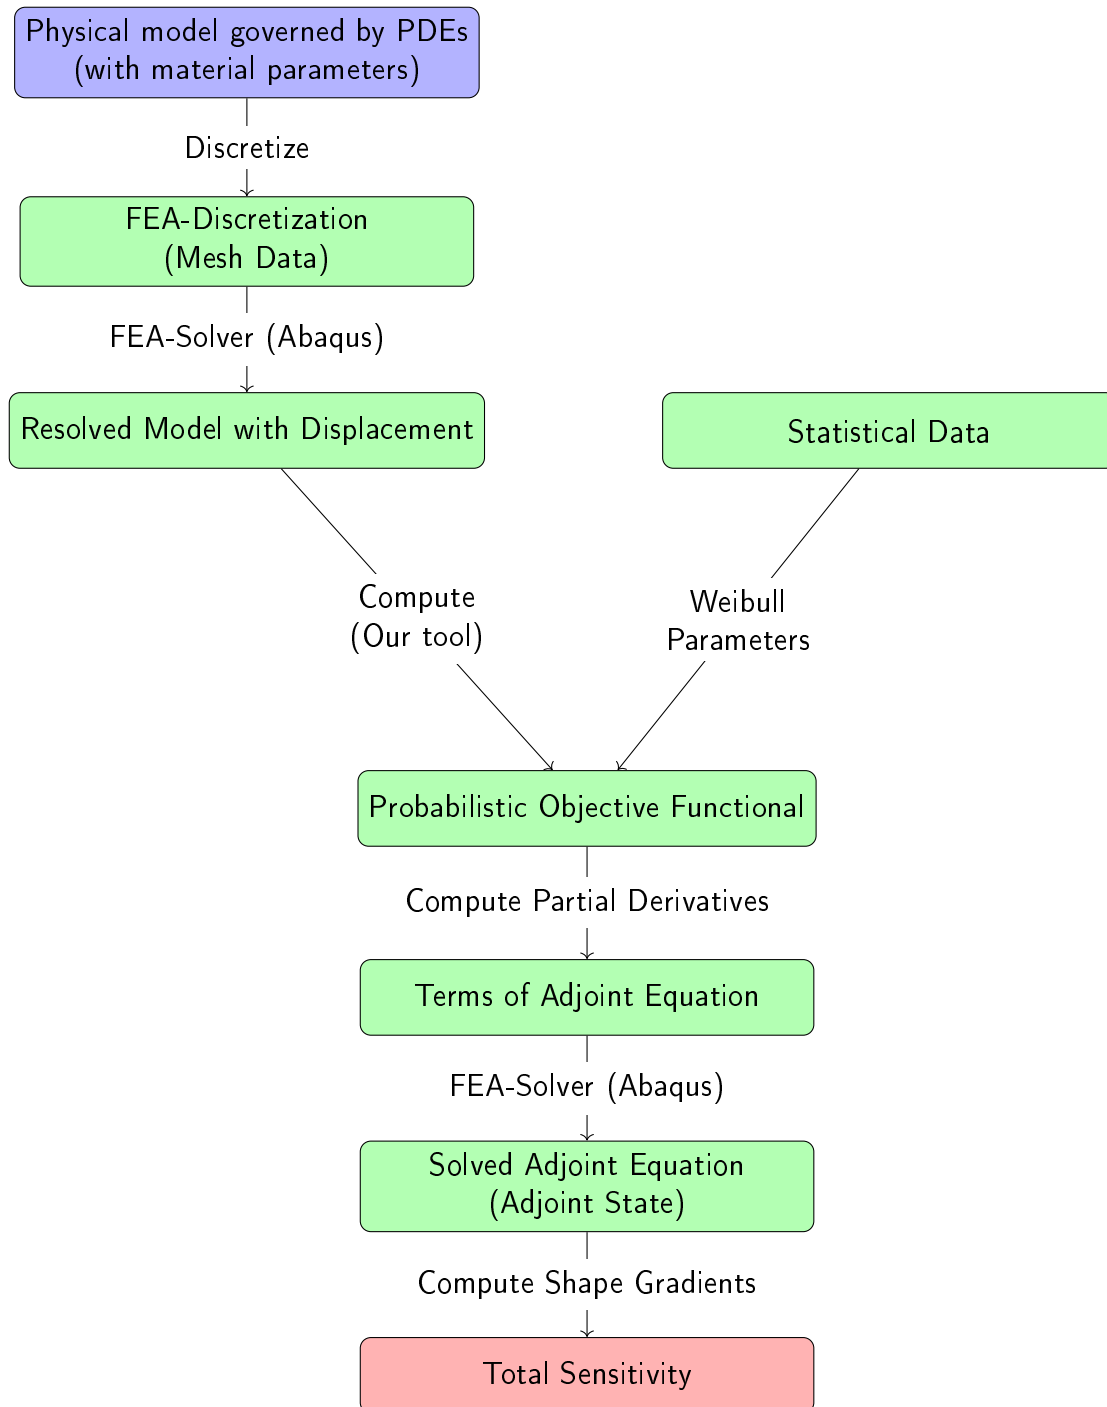 Physical model governed by PDEs
(with material parameters)
Discretize
FEA-Discretization
(Mesh Data)
FEA-Solver (Abaqus)
Resolved Model with Displacement
Statistical Data
Compute
(Our tool)
Weibull
Parameters
Probabilistic Objective Functional
Compute Partial Derivatives
Terms of Adjoint Equation
FEA-Solver (Abaqus)
Solved Adjoint Equation
(Adjoint State)
Compute Shape Gradients
Total Sensitivity